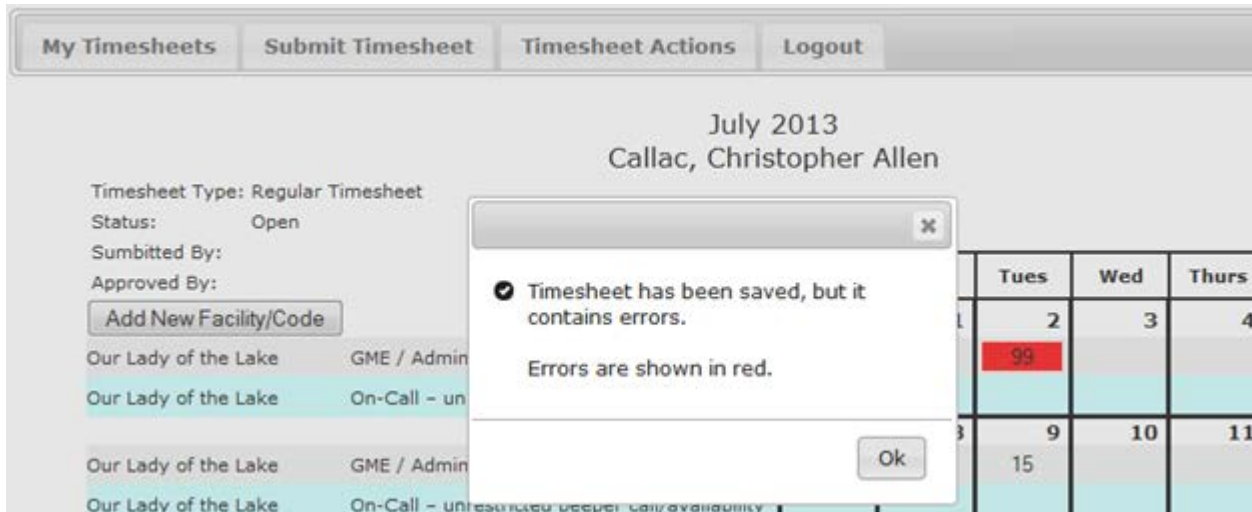 My Timesheets Submit Timesheet Timesheet Actions Logout
July 2013
Callac, Christopher Allen
Timesheet Type: Regular Timesheet
Status: Open
Sumbitted By:
Approved By:
Add New Facility/Code
Timesheet has been saved, but it
contains errors.
Errors are shown in red.
Ok
Tues Wed Thurs
2 3 4
Our Lady of the Lake GME / Admin 99
Our Lady of the Lake On-Call – un
9 10 11
Our Lady of the Lake GME / Admin 15
Our Lady of the Lake On-Call – unrestricted beeper call/availability